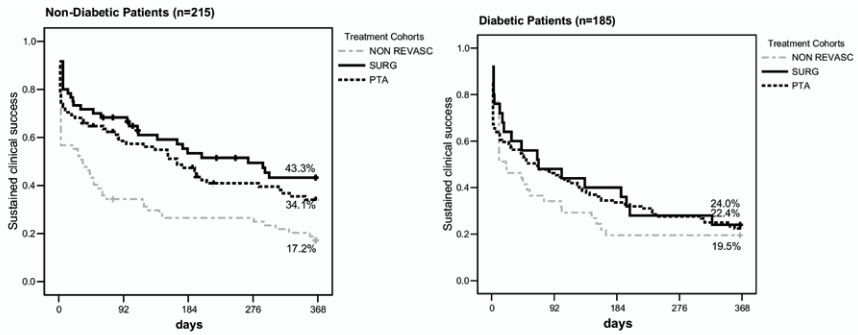 Non-Diabetic Patients (n=215)
Treatment Cohorts
NON REVASC
SURG
PTA
Sustained clinical success
1.0
0.8
0.6
0.4
0.2
0.0
43.3%
34.1%
17.2%
0 92 184 276 368
days
Diabetic Patients (n=185)
Treatment Cohorts
NON REVASC
SURG
PTA
Sustained clinical success
1.0
0.8
0.6
0.4
0.2
0.0
24.0%
22.4%
19.5%
0 92 184 276 368
days